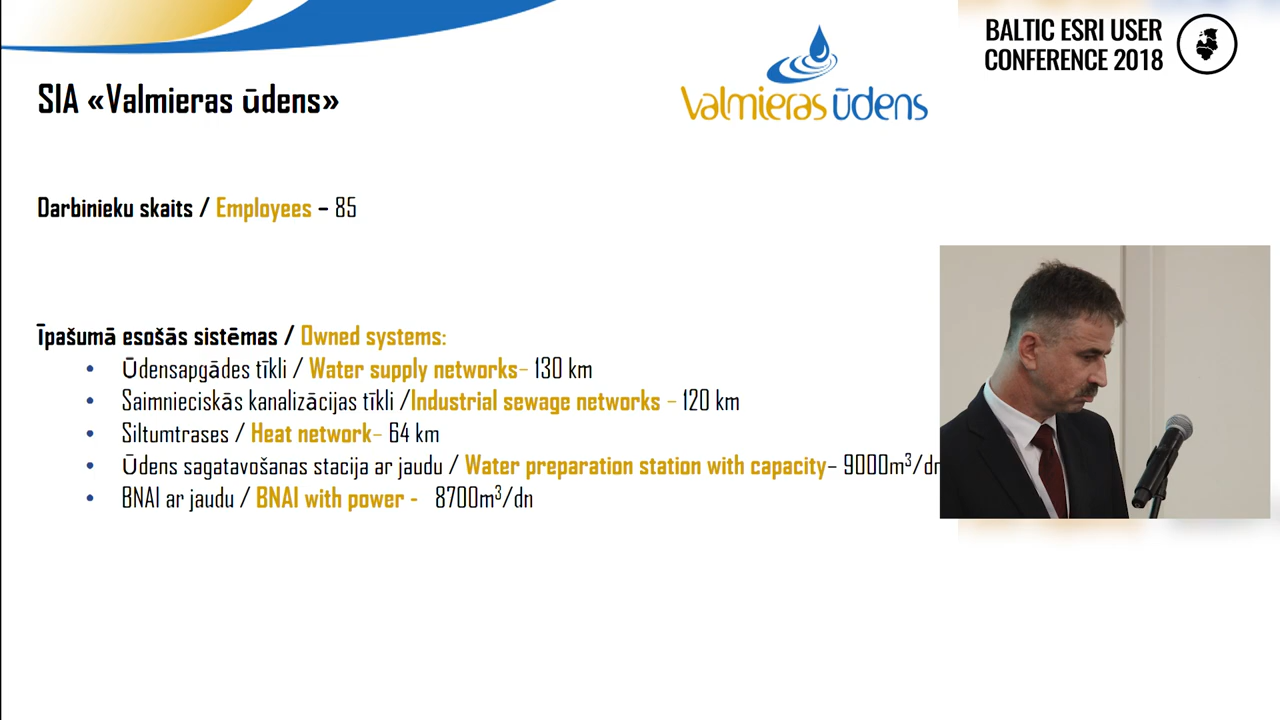 BALTIC ESRI USER
CONFERENCE 2018
Valmieras ūdens
SIA «Valmieras ūdens»
Darbinieku skaits / Employees – 85
Īpašumā esošās sistēmas / Owned systems:
• Ūdensapgādes tīkli / Water supply networks– 130 km
• Saimnieciskās kanalizācijas tīkli /Industrial sewage networks – 120 km
• Siltumtrases / Heat network– 64 km
• Ūdens sagatavošanas stacija ar jaudu / Water preparation station with capacity– 9000m³/dn
• BNAI ar jaudu / BNAI with power - 8700m³/dn